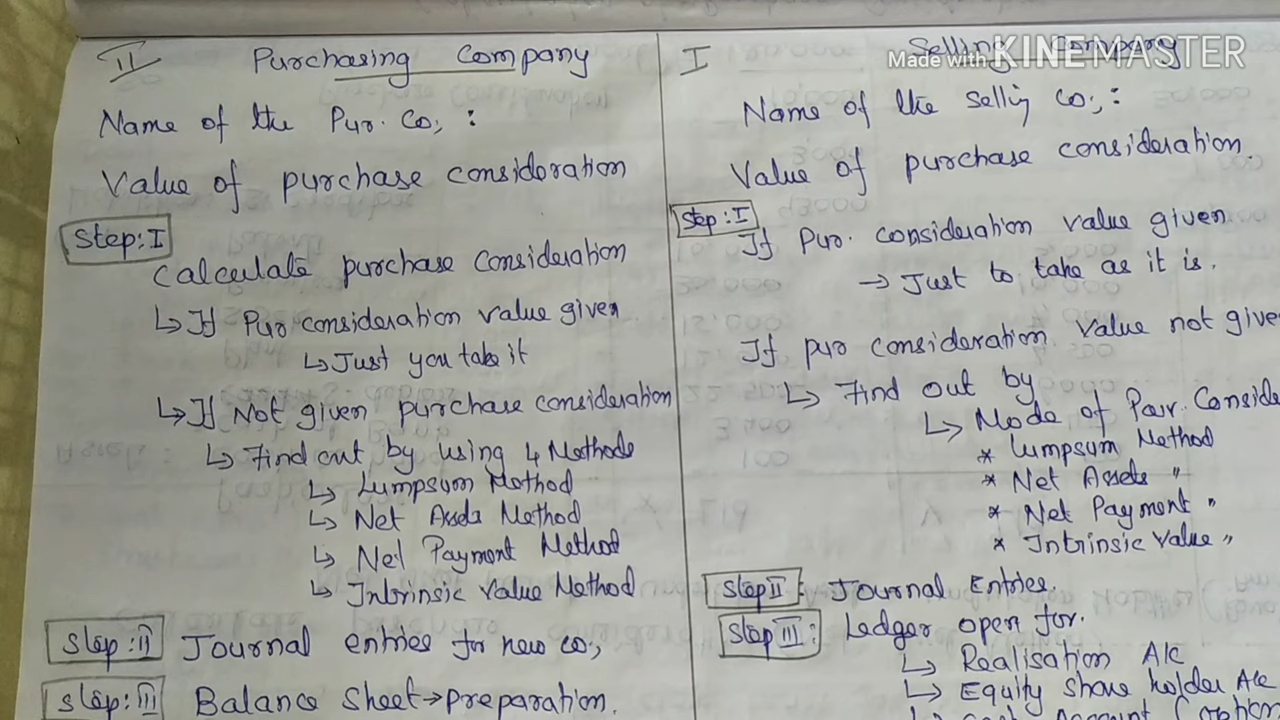 II Purchasing Company
Name of the Pur. Co; :
Value of purchase consideration
Step: I
Calculate purchase consideration
↳ If Pur consideration value given
↳ Just you take it
↳ If Not given purchase consideration
↳ Find out by using 4 Methods
↳ Lumpsum Method
↳ Net Assets Method
↳ Net Payment Method
↳ Intrinsic Value Method
Step: II Journal entries for new co;,
Step: III Balance Sheet → preparation.
I Selling Company
Made with KINEMASTER
Name of the Selling Co;, :
Value of purchase consideration.
Step: I
If Pur. consideration value given
→ Just to take as it is.
If pur consideration value not give
↳ Find out by
↳ Mode of Pur. Conside
* Lumpsum Method
* Net Assets "
* Net Payment "
* Intrinsic Value "
Step II Journal Entries.
Step III: Ledger open for.
↳ Realisation A/c
↳ Equity share holder A/c
Account (option